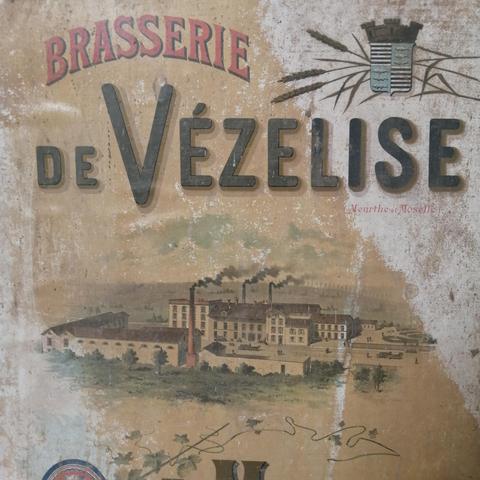 BRASSERIE
DE VÉZELISE
(Meurthe et Moselle)